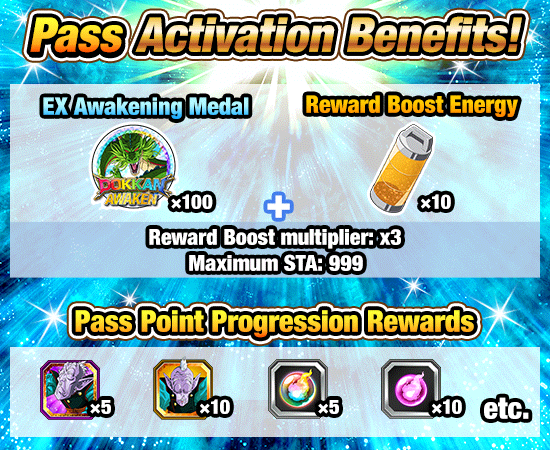 Pass Activation Benefits!
EX Awakening Medal
Reward Boost Energy
DOKKAN
AWAKEN
×100
+
×10
Reward Boost multiplier: x3
Maximum STA: 999
Pass Point Progression Rewards
×5
×10
×5
×10
etc.